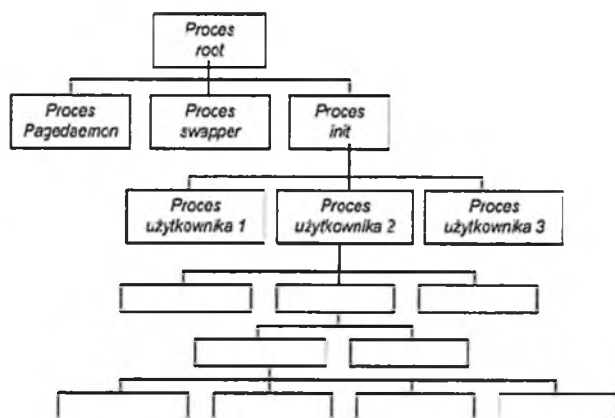 Proces
root
Proces
Pagedaemon
Proces
swapper
Proces
init
Proces
użytkownika 1
Proces
użytkownika 2
Proces
użytkownika 3